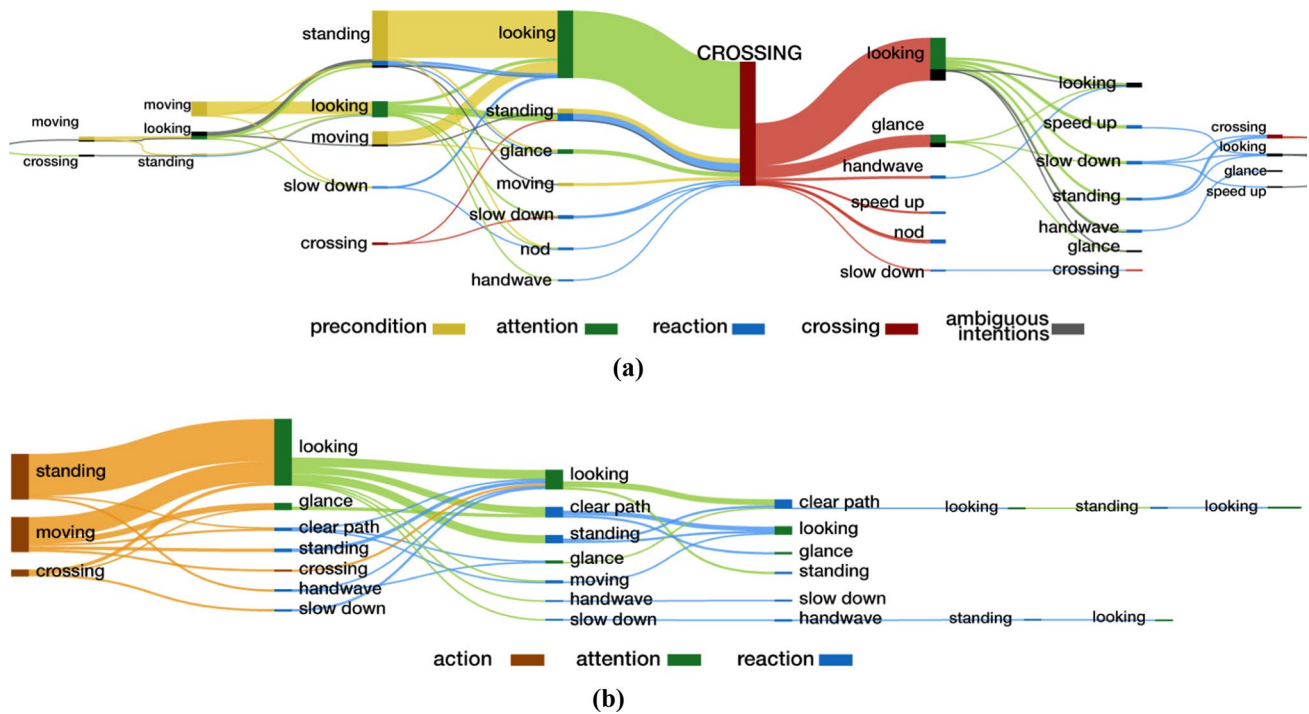 standing
looking
CROSSING
looking
moving
looking
looking
moving
looking
standing
glance
speed up
crossing
moving
glance
handwave
slow down
looking
crossing
standing
slow down
moving
speed up
standing
glance
speed up
crossing
slow down
nod
nod
handwave
glance
handwave
slow down
crossing
precondition
attention
reaction
crossing
ambiguous
intentions
(a)
standing
looking
looking
moving
glance
clear path
clear path
looking
standing
looking
clear path
standing
looking
standing
crossing
glance
glance
crossing
handwave
moving
standing
slow down
handwave
slow down
slow down
handwave
standing
looking
action
attention
reaction
(b)